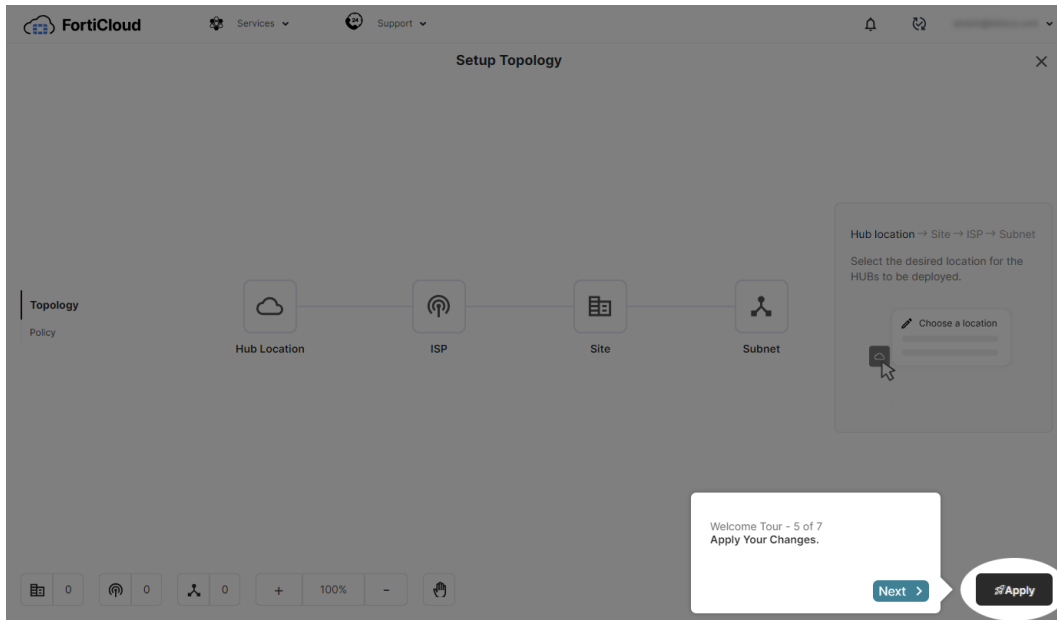 FortiCloud
Services
24
Support
Setup Topology
Hub location → Site → ISP → Subnet
Select the desired location for the
HUBs to be deployed.
Choose a location
Topology
Policy
Hub Location
ISP
Site
Subnet
Welcome Tour - 5 of 7
Apply Your Changes.
Next
0
0
0
+
100%
-
Apply